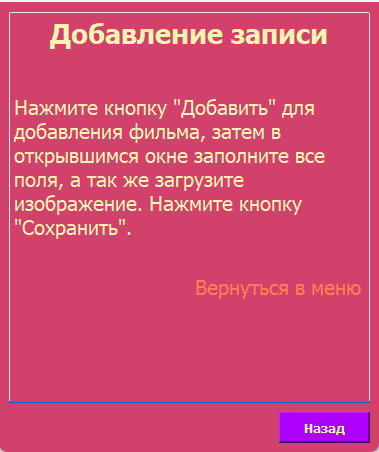 Добавление записи
Нажмите кнопку "Добавить" для
добавления фильма, затем в
открывшимся окне заполните все
поля, а так же загрузите
изображение. Нажмите кнопку
"Сохранить".
Вернуться в меню
Назад